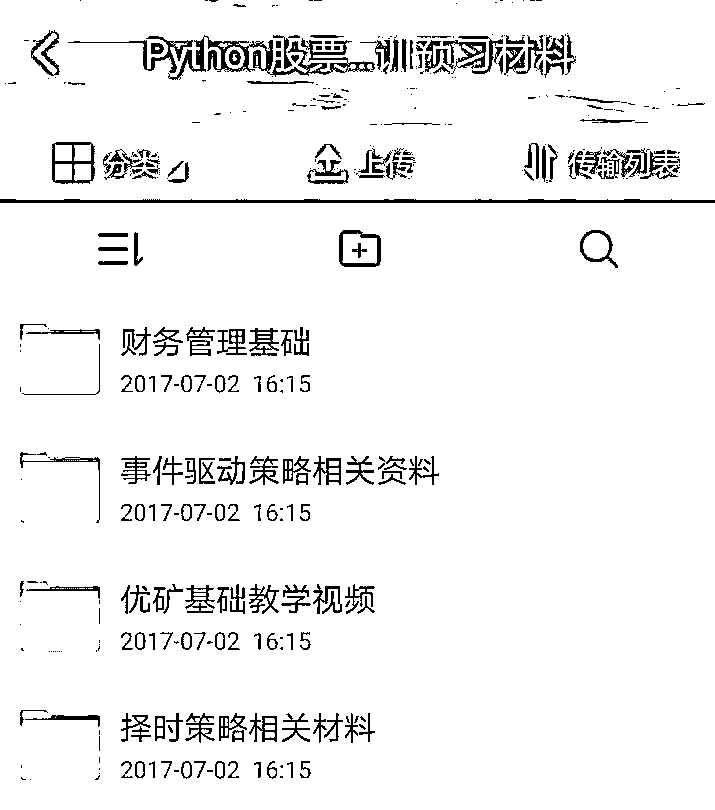 Python股票...训预习材料
分类
上传
传输列表
财务管理基础
2017-07-02 16:15
事件驱动策略相关资料
2017-07-02 16:15
优矿基础教学视频
2017-07-02 16:15
择时策略相关材料
2017-07-02 16:15